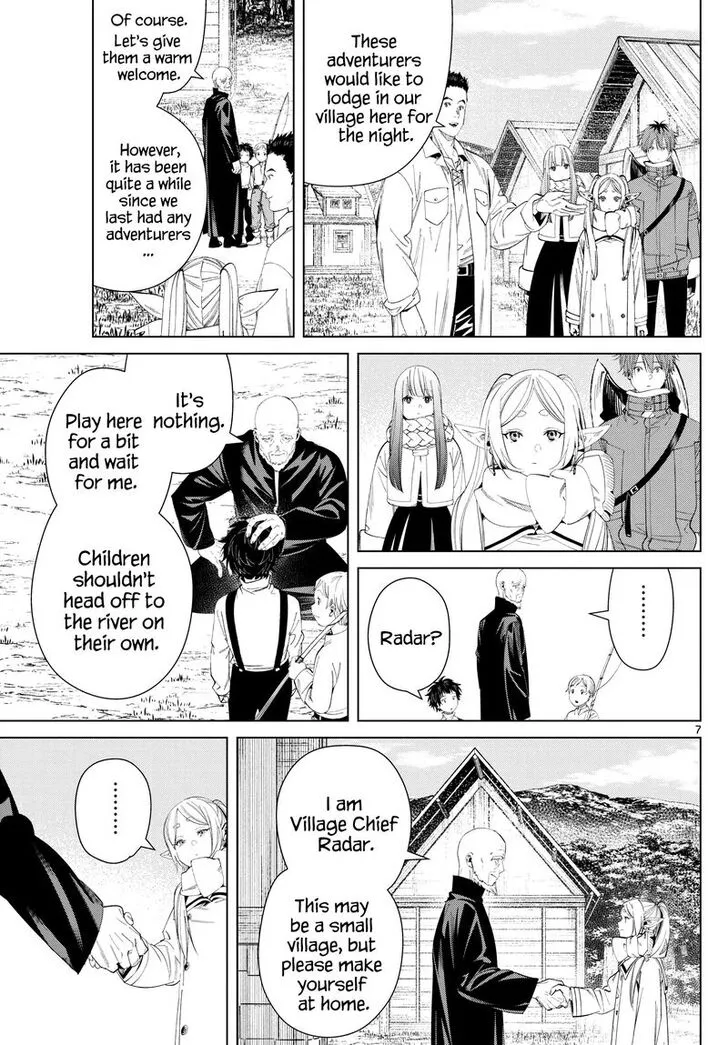 These
adventurers
would like to
lodge in our
village here for
the night.
Of course.
Let's give
them a warm
welcome.
However,
it has been
quite a while
since we
last had any
adventurers
...
.........
Radar?
It's
nothing.
Play here
for a bit
and wait
for me.
Children
shouldn't
head off to
the river on
their own.
7
I am
Village Chief
Radar.
This may
be a small
village, but
please make
yourself
at home.
.........